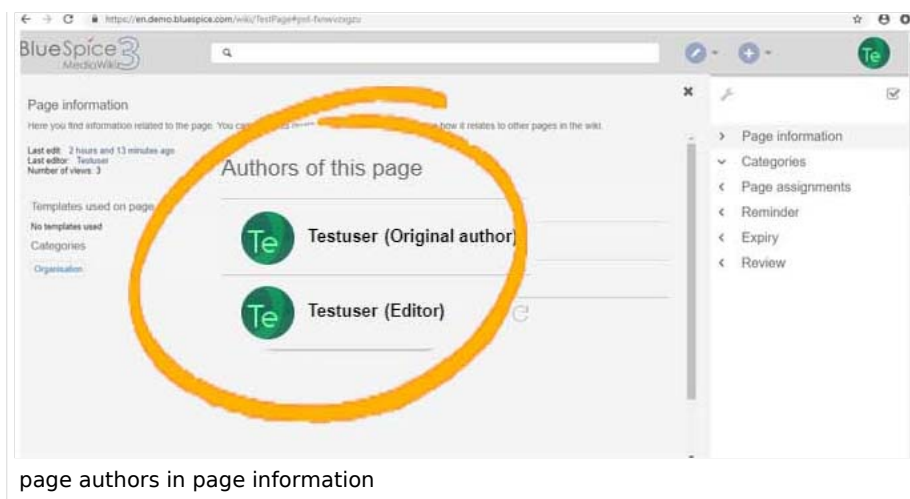 https://en.demo.bluespice.com/wiki/TestPage
BlueSpice 3
MediaWiki
Te
Page information
Here you find information related to the page. You can how it relates to other pages in the wiki.
Last edit: 2 hours and 13 minutes ago
Last editor: Testuser
Number of views: 3
Templates used on page
No templates used
Categories
Organisation
Authors of this page
Te
Testuser (Original author)
Te
Testuser (Editor)
Page information
Categories
Page assignments
Reminder
Expiry
Review
page authors in page information